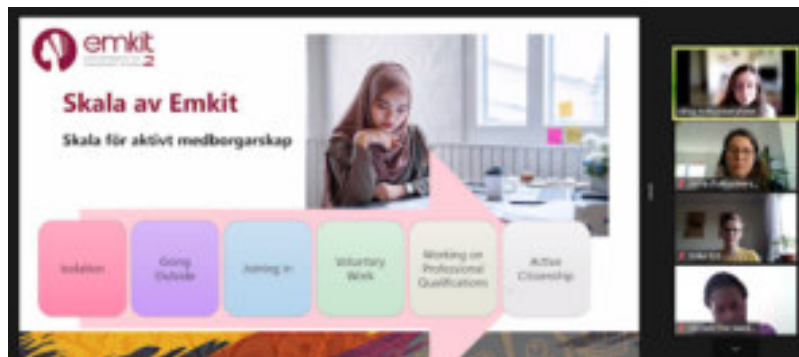 emkit
2
Skala av Emkit
Skala för aktivt medborgarskap
Isolation
Going
Outside
Joining in
Voluntary
Work
Working on
Professional
Qualifications
Active
Citizenship